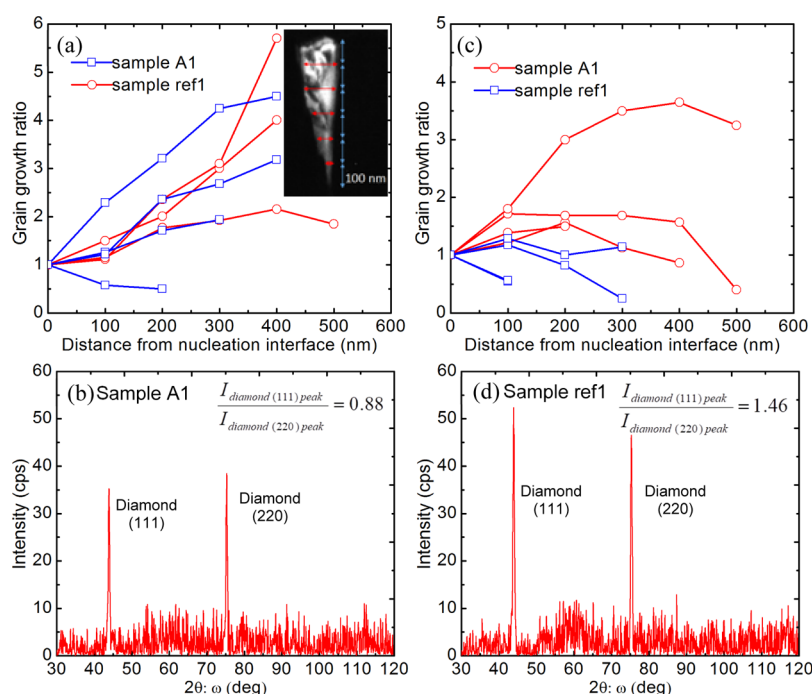 (a)
sample A1
sample ref1
100 nm
Grain growth ratio
6
5
4
3
2
1
0
0 100 200 300 400 500 600
Distance from nucleation interface (nm)
(c)
sample A1
sample ref1
Grain growth ratio
5
4
3
2
1
0
0 100 200 300 400 500 600
Distance from nucleation interface (nm)
(b) Sample A1
I diamond (111) peak
= 0.88
I diamond (220) peak
Diamond
(111)
Diamond
(220)
Intensity (cps)
60
50
40
30
20
10
0
30 40 50 60 70 80 90 100 110 120
2θ: ω (deg)
(d) Sample ref1
I diamond (111) peak
= 1.46
I diamond (220) peak
Diamond
(111)
Diamond
(220)
Intensity (cps)
60
50
40
30
20
10
0
30 40 50 60 70 80 90 100 110 120
2θ: ω (deg)